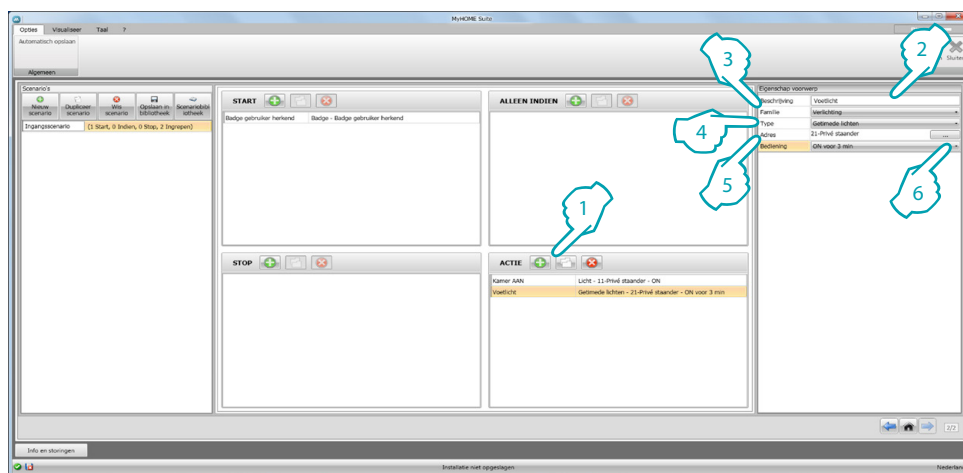 MyHOME Suite
Opties Visualiseer Taal ?
Automatisch opslaan
Algemeen
Sluiten
Scenario's
Nieuw scenario
Dupliceer scenario
Wis scenario
Opslaan in bibliotheek
Scenariobibliotheek
Ingangsscenario (1 Start, 0 Indien, 0 Stop, 2 Ingrepen)
START
Badge gebruiker herkend Badge - Badge gebruiker herkend
ALLEEN INDIEN
STOP
ACTIE
Kamer AAN Licht - 11-Privé staander - ON
Voetlicht Getimede lichten - 21-Privé staander - ON voor 3 min
Eigenschap voorwerp
Beschrijving Voetlicht
Familie Verlichting
Type Getimede lichten
Adres 21-Privé staander ...
Bediening ON voor 3 min
1
2
3
4
5
6
2/2
Info en storingen
Installatie niet opgeslagen
Nederlan